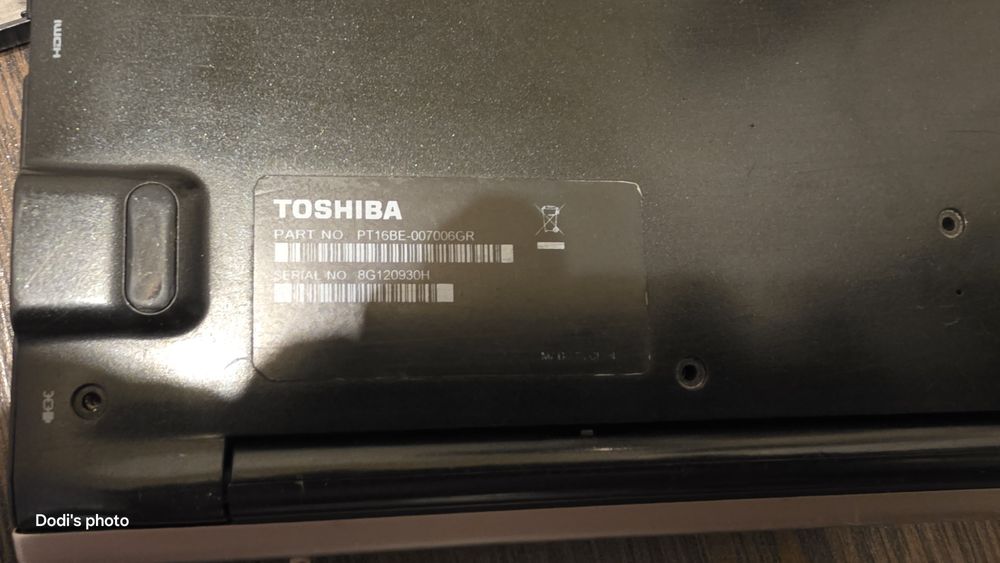 HDMI
TOSHIBA
PART NO. PT16BE-007006GR
SERIAL NO. 8G120930H
Dodi's photo